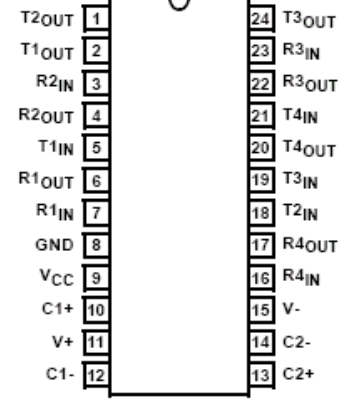 T2OUT 1 24 T3OUT
T1OUT 2 23 R3IN
R2IN 3 22 R3OUT
R2OUT 4 21 T4IN
T1IN 5 20 T4OUT
R1OUT 6 19 T3IN
R1IN 7 18 T2IN
GND 8 17 R4OUT
VCC 9 16 R4IN
C1+ 10 15 V-
V+ 11 14 C2-
C1- 12 13 C2+